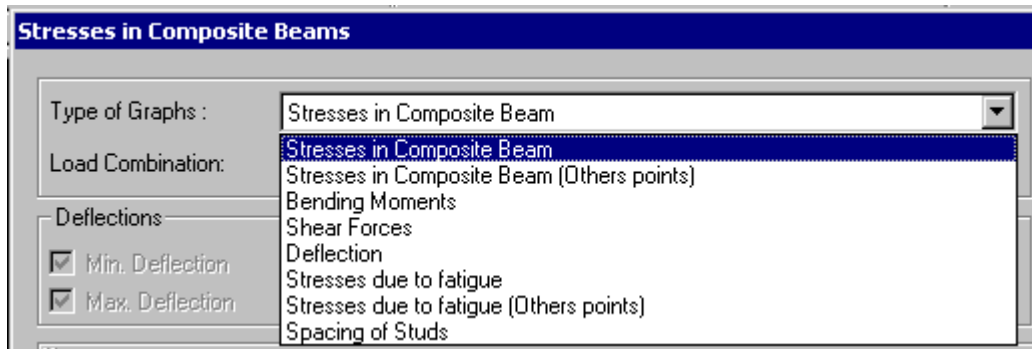 Stresses in Composite Beams
Type of Graphs :
Stresses in Composite Beam
Load Combination:
Stresses in Composite Beam
Stresses in Composite Beam (Others points)
Bending Moments
Shear Forces
Deflection
Stresses due to fatigue
Stresses due to fatigue (Others points)
Spacing of Studs
Deflections
Min. Deflection
Max. Deflection